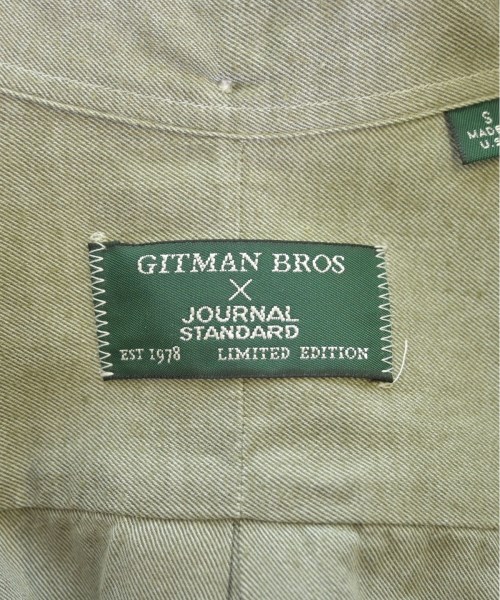 S
MADE
U.S
GITMAN BROS
X
JOURNAL
STANDARD
EST 1978 LIMITED EDITION